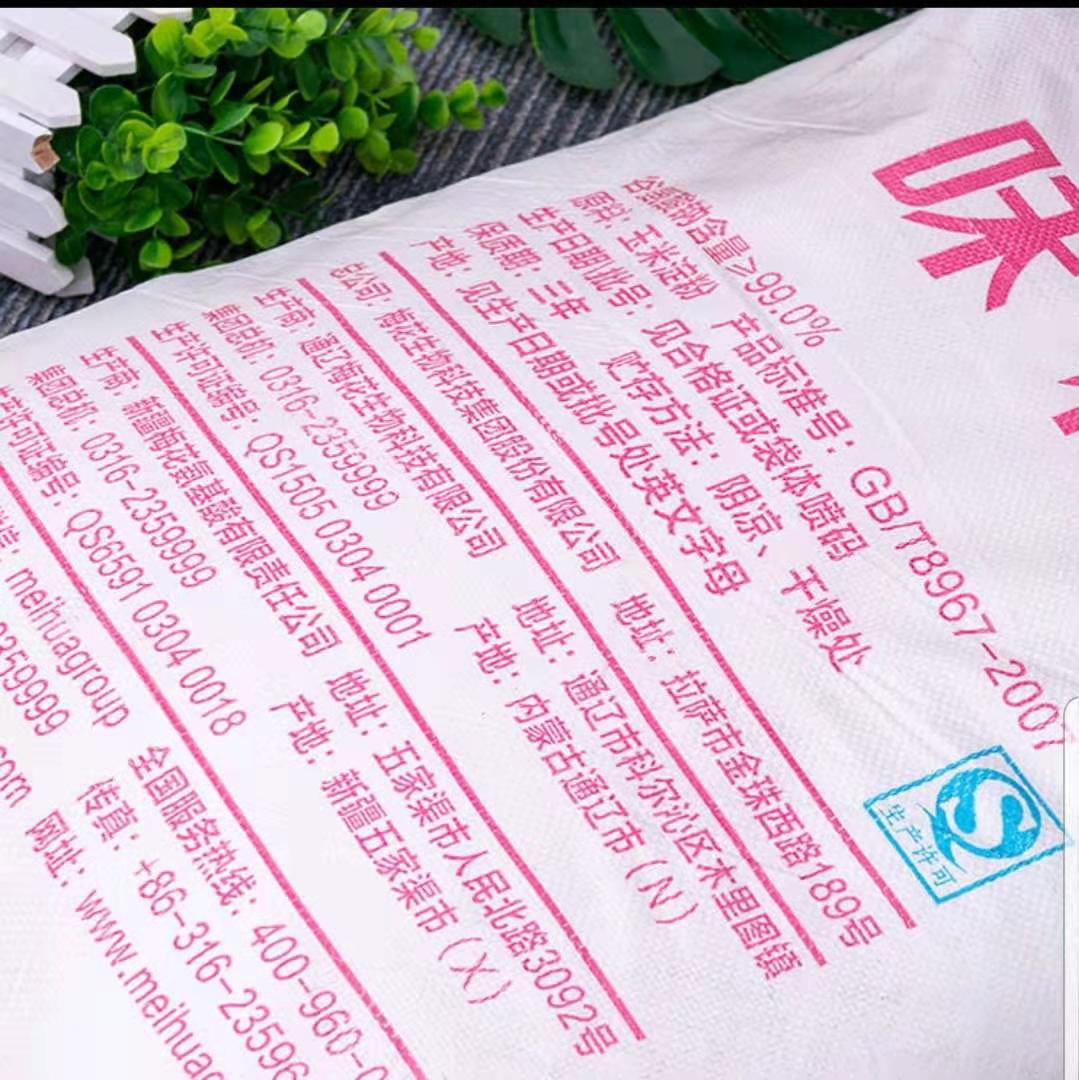 味
谷氨酸钠含量≥99.0% 产品标准号：GB/T8967-2007
原料：玉米淀粉
生产日期/批号：见合格证或袋体喷码
保质期：三年 贮存方法：阴凉、干燥处
产地：见生产日期或批号处英文字母
生产许可
总公司：梅花生物科技集团股份有限公司 地址：拉萨市金珠西路189号
生产商：通辽梅花生物科技有限公司 地址：通辽市科尔沁区木里图镇
集团总机：0316-2359999 产地：内蒙古通辽市（N）
生产许可证编号：QS1505 0304 0001
生产商：新疆梅花氨基酸有限责任公司 地址：五家渠市人民北路3092号
集团总机：0316-2359999 产地：新疆五家渠市（X）
生产许可证编号：QS6591 0304 0018
meihuagroup 全国服务热线：400-960-0
359999 传真：+86-316-23596
com 网址：www.meihua